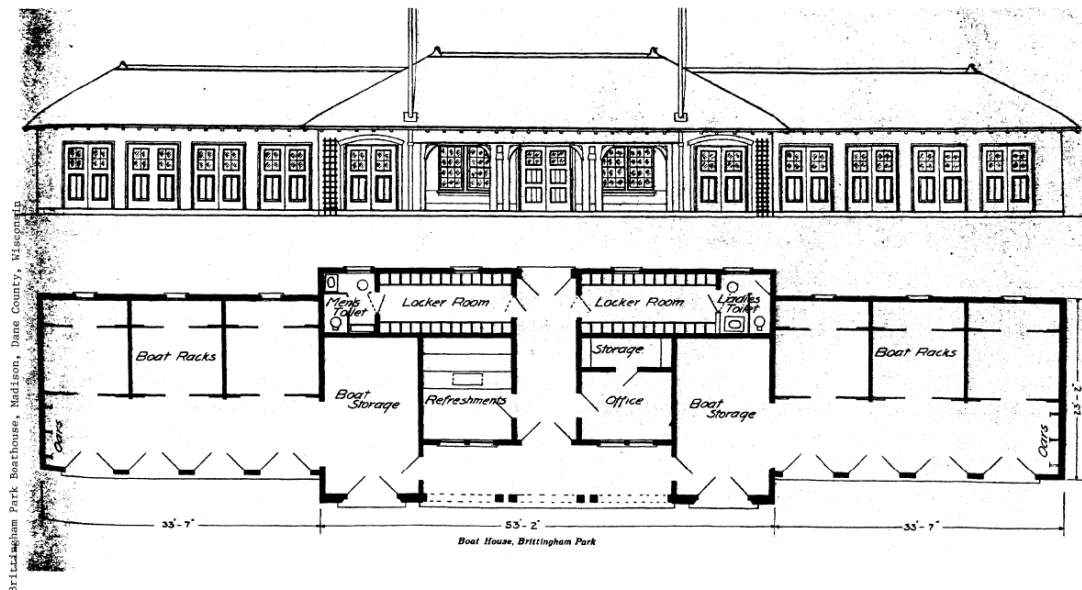 Brittingham Park Boathouse, Madison, Dane County, Wisconsin
Men's
Toilet
Locker Room
Locker Room
Ladies
Toilet
Boat Racks
Storage
Boat Racks
Boat
Storage
Refreshments
Office
Boat
Storage
Oars
Oars
23'-2"
33'-7"
53'-2"
33'-7"
Boat House, Brittingham Park